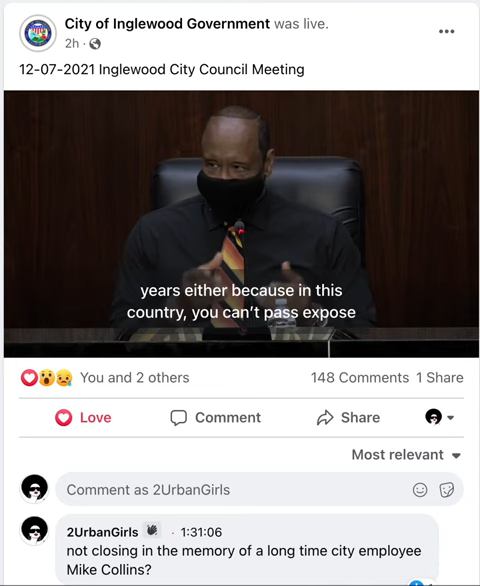 City of Inglewood Government was live.
2h
12-07-2021 Inglewood City Council Meeting
years either because in this
country, you can't pass expose
You and 2 others 148 Comments 1 Share
Love Comment Share
Most relevant
Comment as 2UrbanGirls
2UrbanGirls · 1:31:06
not closing in the memory of a long time city employee
Mike Collins?